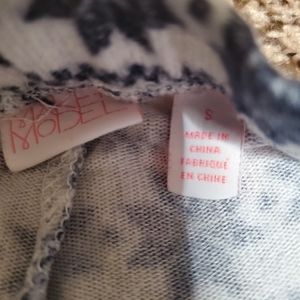 MODEL
S
MADE IN
CHINA
FABRIQUÉ
EN CHINE